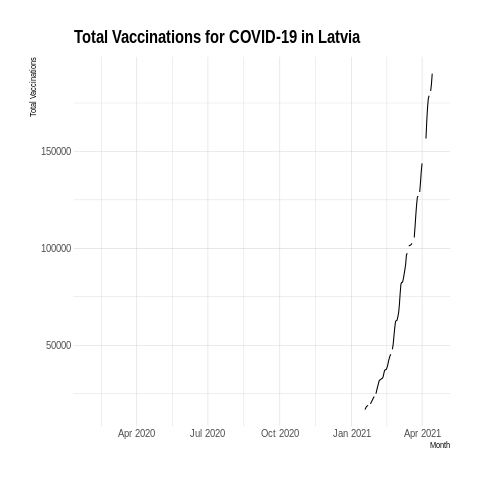 Total Vaccinations for COVID-19 in Latvia
Total Vaccinations
150000
100000
50000
Apr 2020 Jul 2020 Oct 2020 Jan 2021 Apr 2021
Month